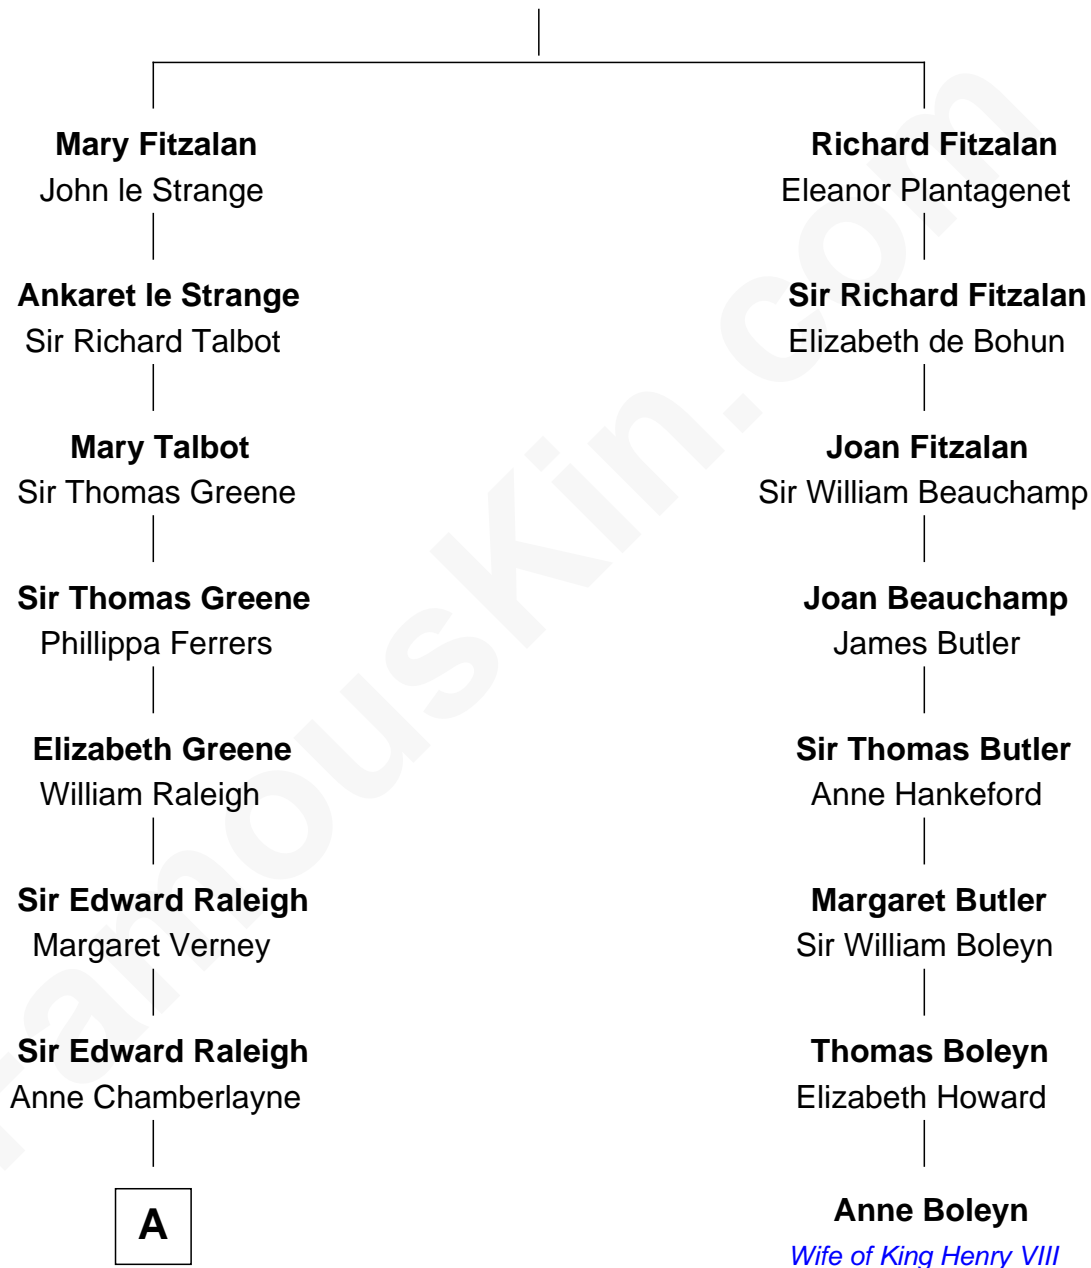 Mary Fitzalan
John le Strange
Richard Fitzalan
Eleanor Plantagenet
Ankaret le Strange
Sir Richard Talbot
Sir Richard Fitzalan
Elizabeth de Bohun
Mary Talbot
Sir Thomas Greene
Joan Fitzalan
Sir William Beauchamp
Sir Thomas Greene
Phillippa Ferrers
Joan Beauchamp
James Butler
Elizabeth Greene
William Raleigh
Sir Thomas Butler
Anne Hankeford
Sir Edward Raleigh
Margaret Verney
Margaret Butler
Sir William Boleyn
Sir Edward Raleigh
Anne Chamberlayne
Thomas Boleyn
Elizabeth Howard
A
Anne Boleyn
Wife of King Henry VIII
FamousKin.com